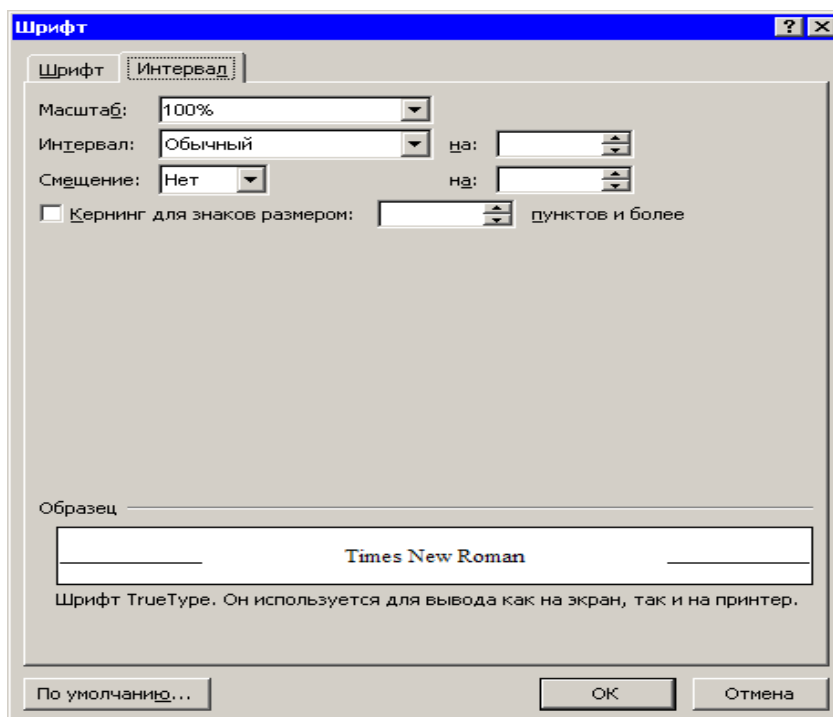 Шрифт
Шрифт Интервал
Масштаб: 100%
Интервал: Обычный на:
Смещение: Нет на:
Кернинг для знаков размером: пунктов и более
Образец
Times New Roman
Шрифт TrueType. Он используется для вывода как на экран, так и на принтер.
По умолчанию... ОК Отмена